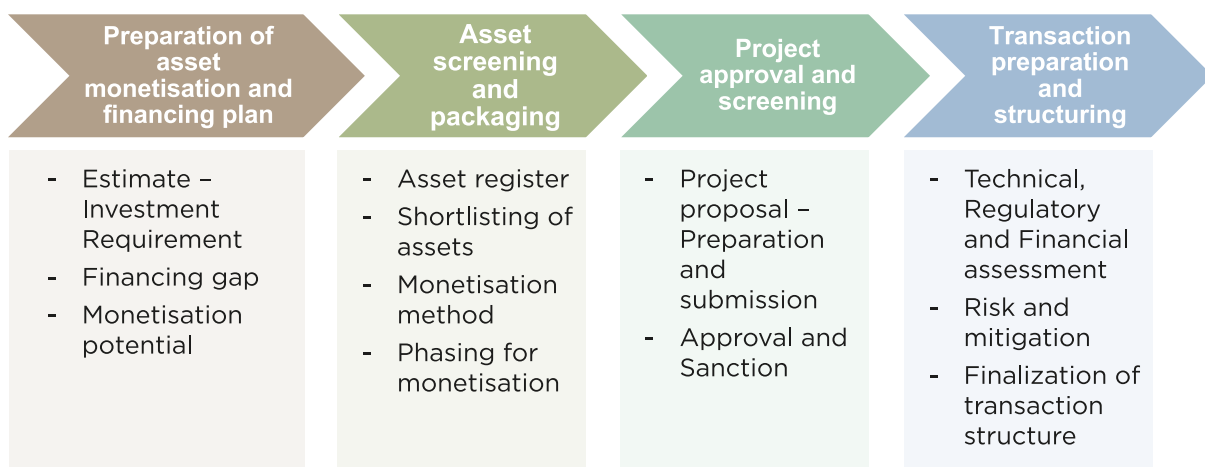 Preparation of
asset
monetisation and
financing plan
Asset
screening
and
packaging
Project
approval and
screening
Transaction
preparation
and
structuring
- Estimate –
Investment
Requirement
- Financing gap
- Monetisation
potential
- Asset register
- Shortlisting of
assets
- Monetisation
method
- Phasing for
monetisation
- Project
proposal –
Preparation
and
submission
- Approval and
Sanction
- Technical,
Regulatory
and Financial
assessment
- Risk and
mitigation
- Finalization of
transaction
structure